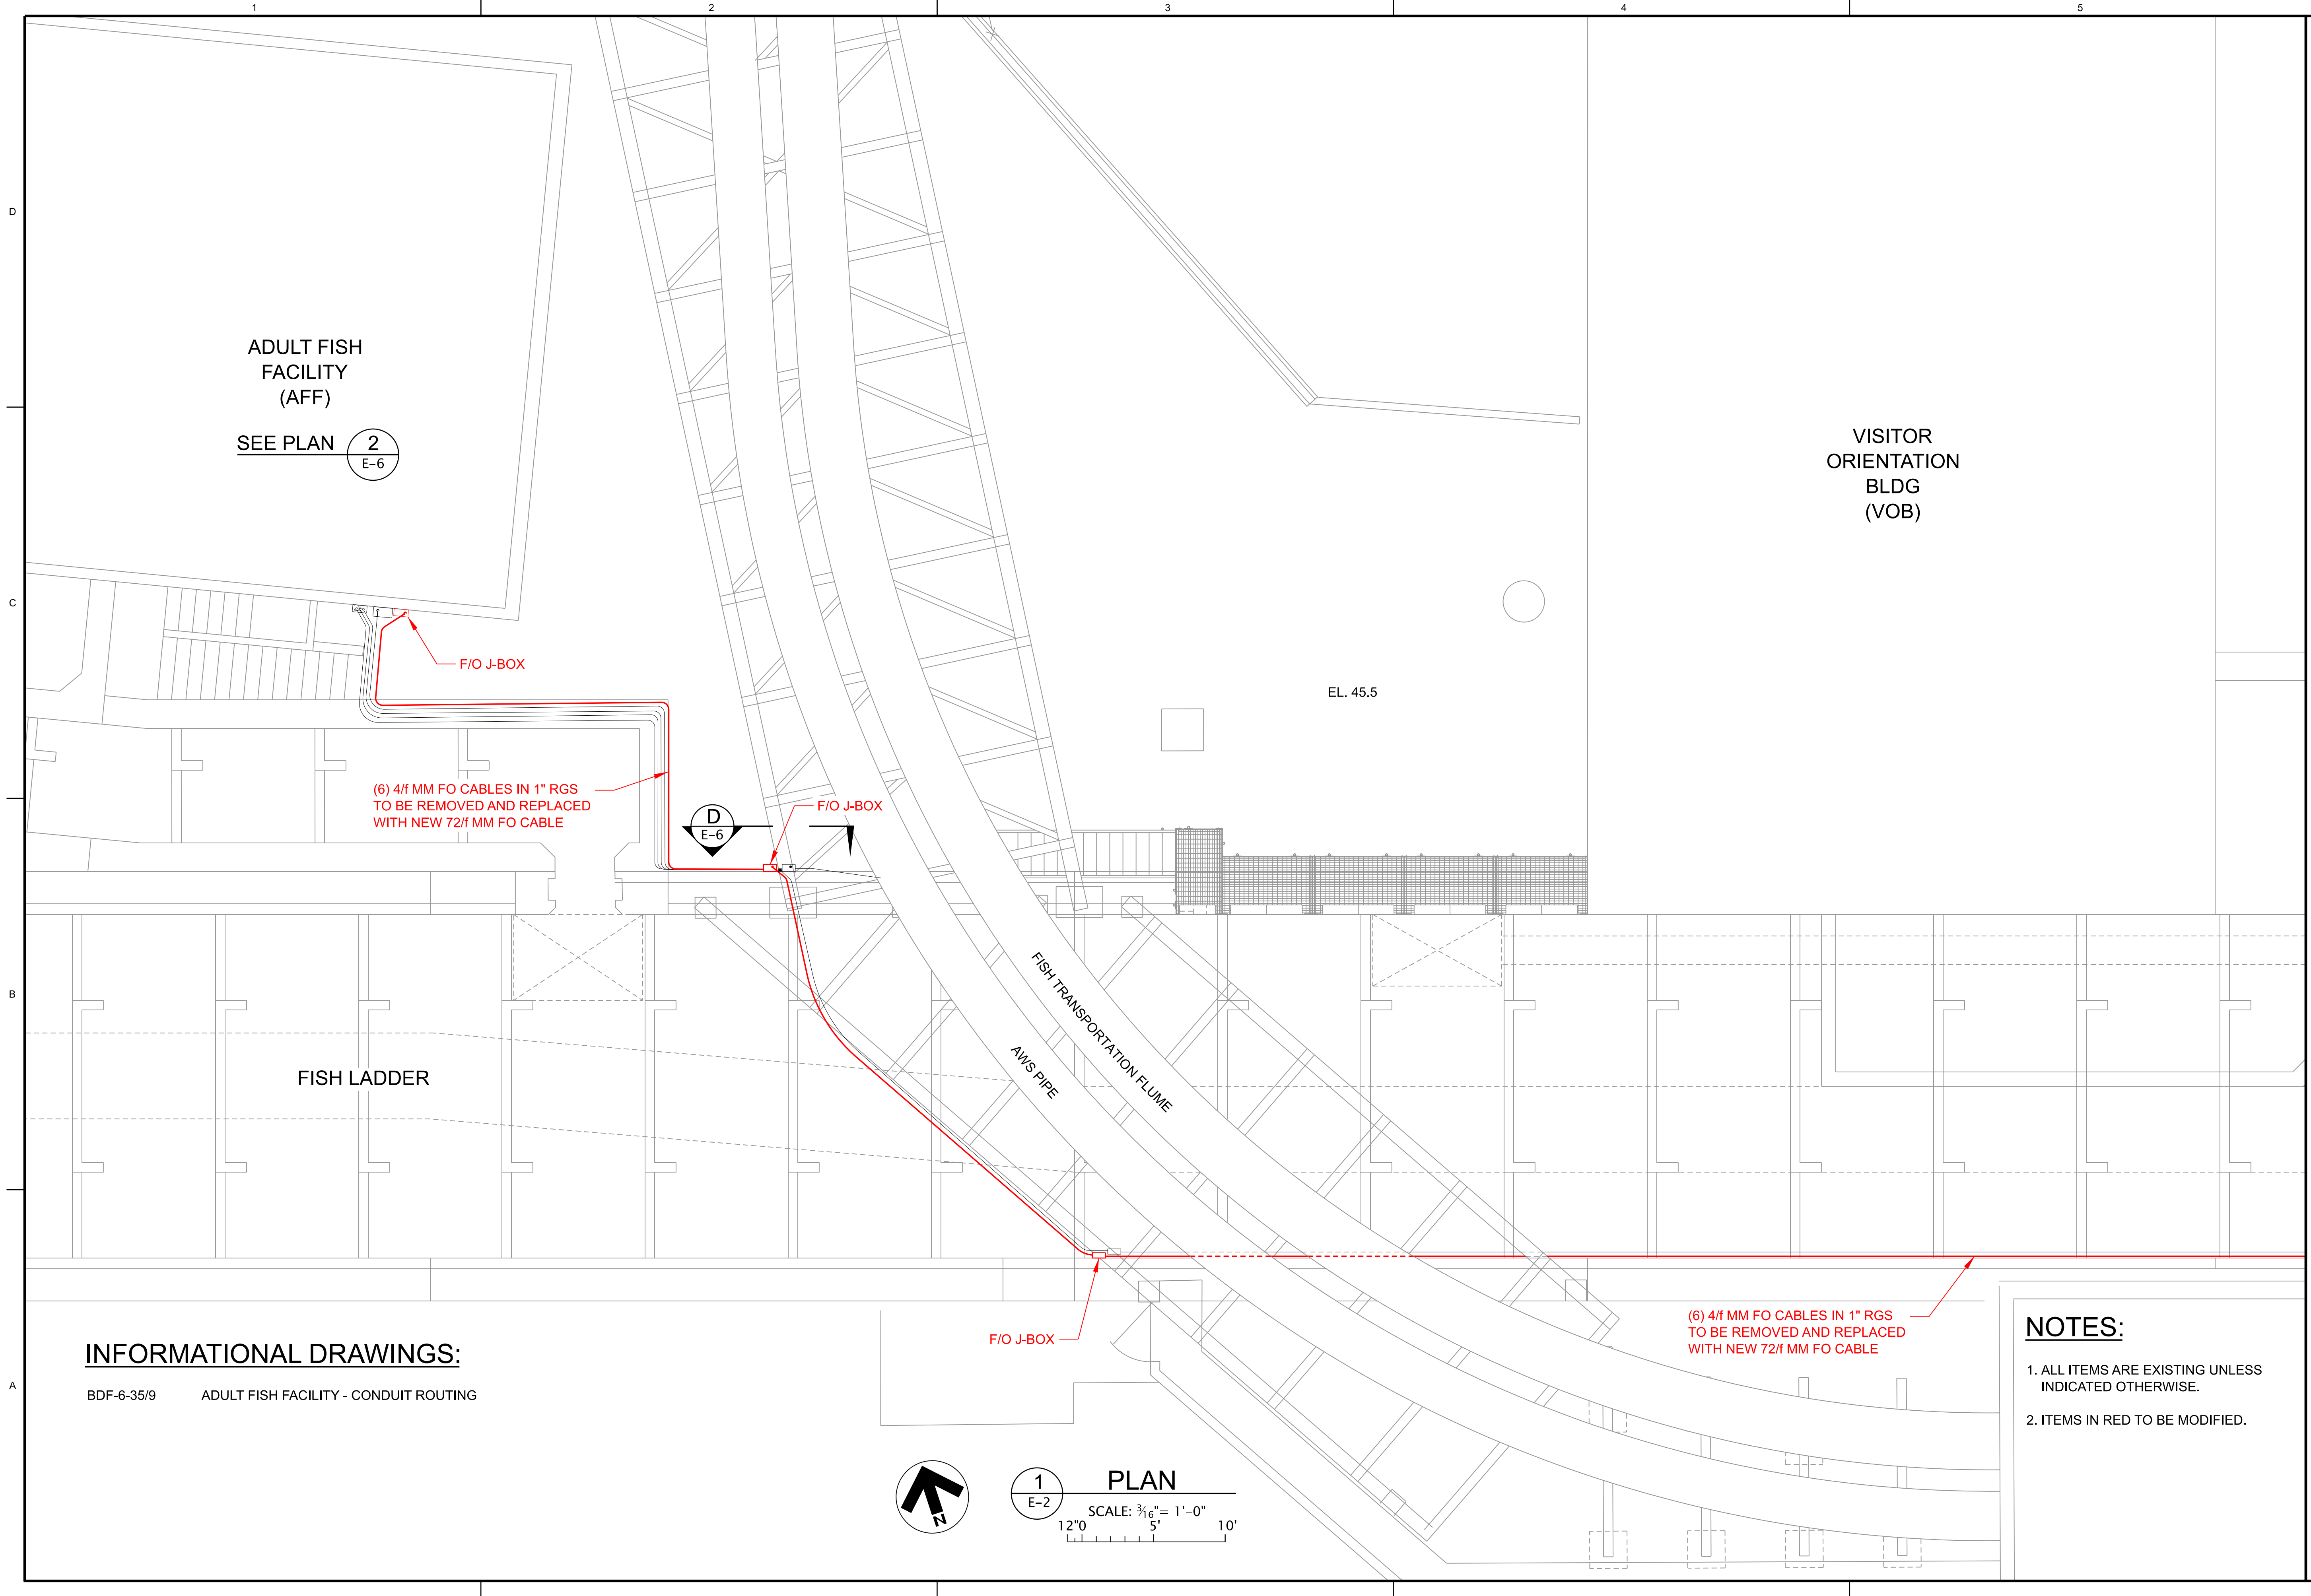 1
2
3
4
5
D
C
B
A
ADULT FISH
FACILITY
(AFF)
SEE PLAN
2
E-6
VISITOR
ORIENTATION
BLDG
(VOB)
F/O J-BOX
EL. 45.5
(6) 4/f MM FO CABLES IN 1" RGS
TO BE REMOVED AND REPLACED
WITH NEW 72/f MM FO CABLE
D
E-6
F/O J-BOX
FISH TRANSPORTATION FLUME
AWS PIPE
FISH LADDER
F/O J-BOX
(6) 4/f MM FO CABLES IN 1" RGS
TO BE REMOVED AND REPLACED
WITH NEW 72/f MM FO CABLE
INFORMATIONAL DRAWINGS:
BDF-6-35/9 ADULT FISH FACILITY - CONDUIT ROUTING
NOTES:
1. ALL ITEMS ARE EXISTING UNLESS
INDICATED OTHERWISE.
2. ITEMS IN RED TO BE MODIFIED.
N
1
E-2
PLAN
SCALE: 3/16"= 1'-0"
12"0 5' 10'